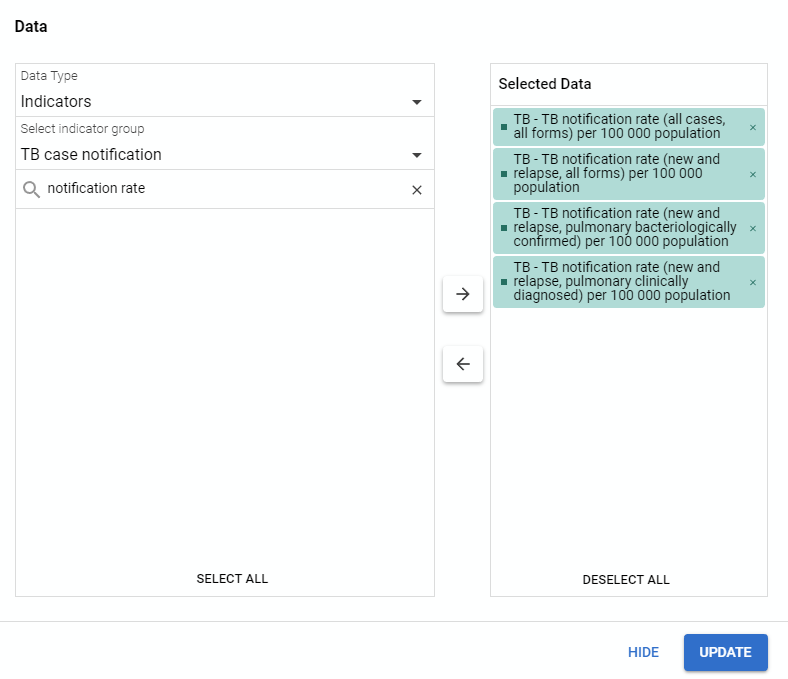 Data
Data Type
Indicators
Select indicator group
TB case notification
notification rate
SELECT ALL
Selected Data
TB - TB notification rate (all cases,
all forms) per 100 000 population
TB - TB notification rate (new and
relapse, all forms) per 100 000
population
TB - TB notification rate (new and
relapse, pulmonary bacteriologically
confirmed) per 100 000 population
TB - TB notification rate (new and
relapse, pulmonary clinically
diagnosed) per 100 000 population
DESELECT ALL
HIDE
UPDATE